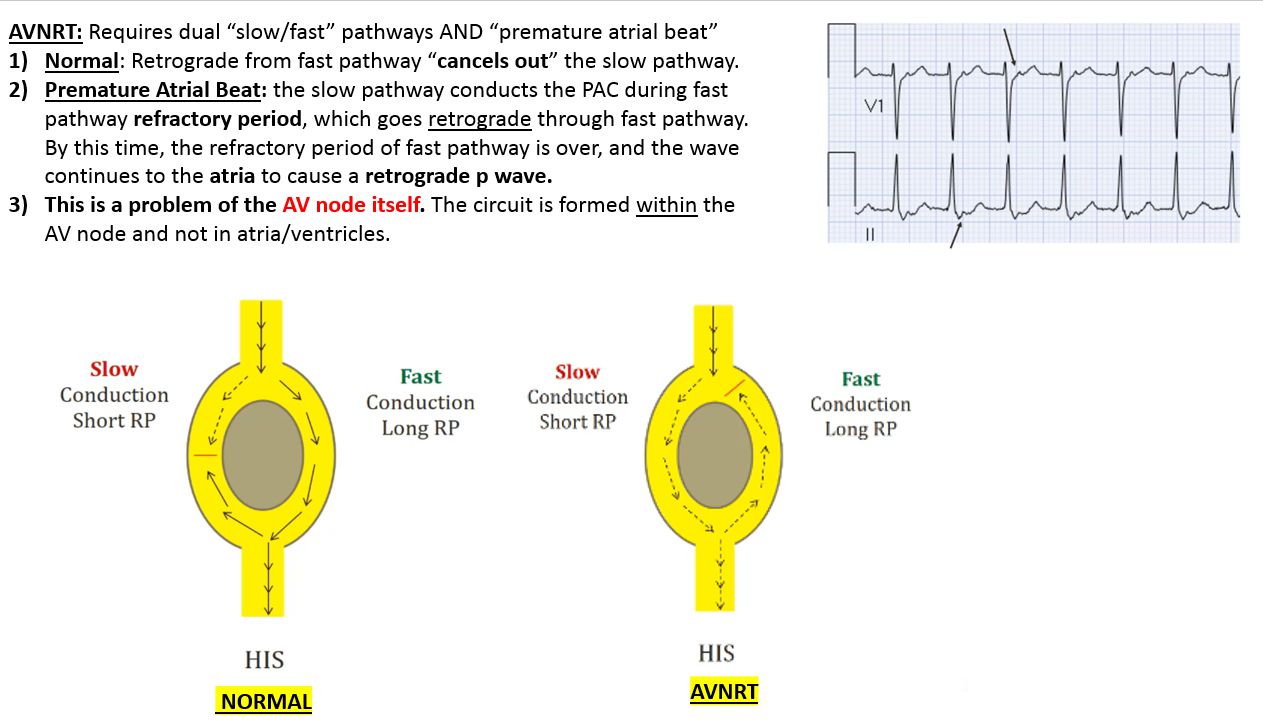 AVNRT: Requires dual “slow/fast” pathways AND “premature atrial beat”
1) Normal: Retrograde from fast pathway “cancels out” the slow pathway.
2) Premature Atrial Beat: the slow pathway conducts the PAC during fast
pathway refractory period, which goes retrograde through fast pathway.
By this time, the refractory period of fast pathway is over, and the wave
continues to the atria to cause a retrograde p wave.
3) This is a problem of the AV node itself. The circuit is formed within the
AV node and not in atria/ventricles.
V1
II
Slow
Conduction
Short RP
Fast
Conduction
Long RP
HIS
NORMAL
Slow
Conduction
Short RP
Fast
Conduction
Long RP
HIS
AVNRT